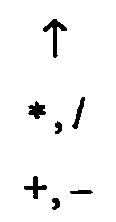 ↑
*, /
+, −